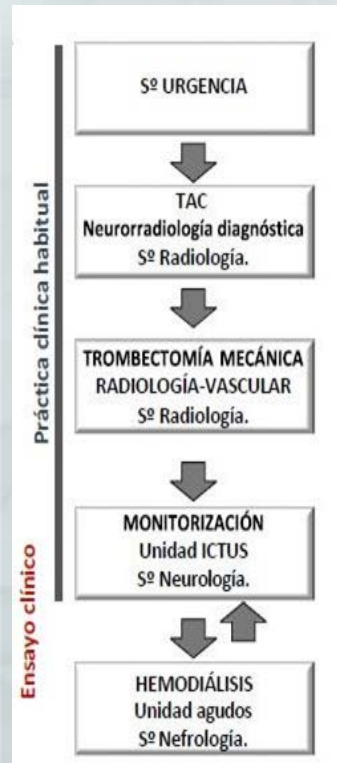 Sº URGENCIA
TAC
Neurorradiología diagnóstica
Sº Radiología.
TROMBECTOMÍA MECÁNICA
RADIOLOGÍA-VASCULAR
Sº Radiología.
MONITORIZACIÓN
Unidad ICTUS
Sº Neurología.
HEMODIÁLISIS
Unidad agudos
Sº Nefrología.
Práctica clínica habitual
Ensayo clínico